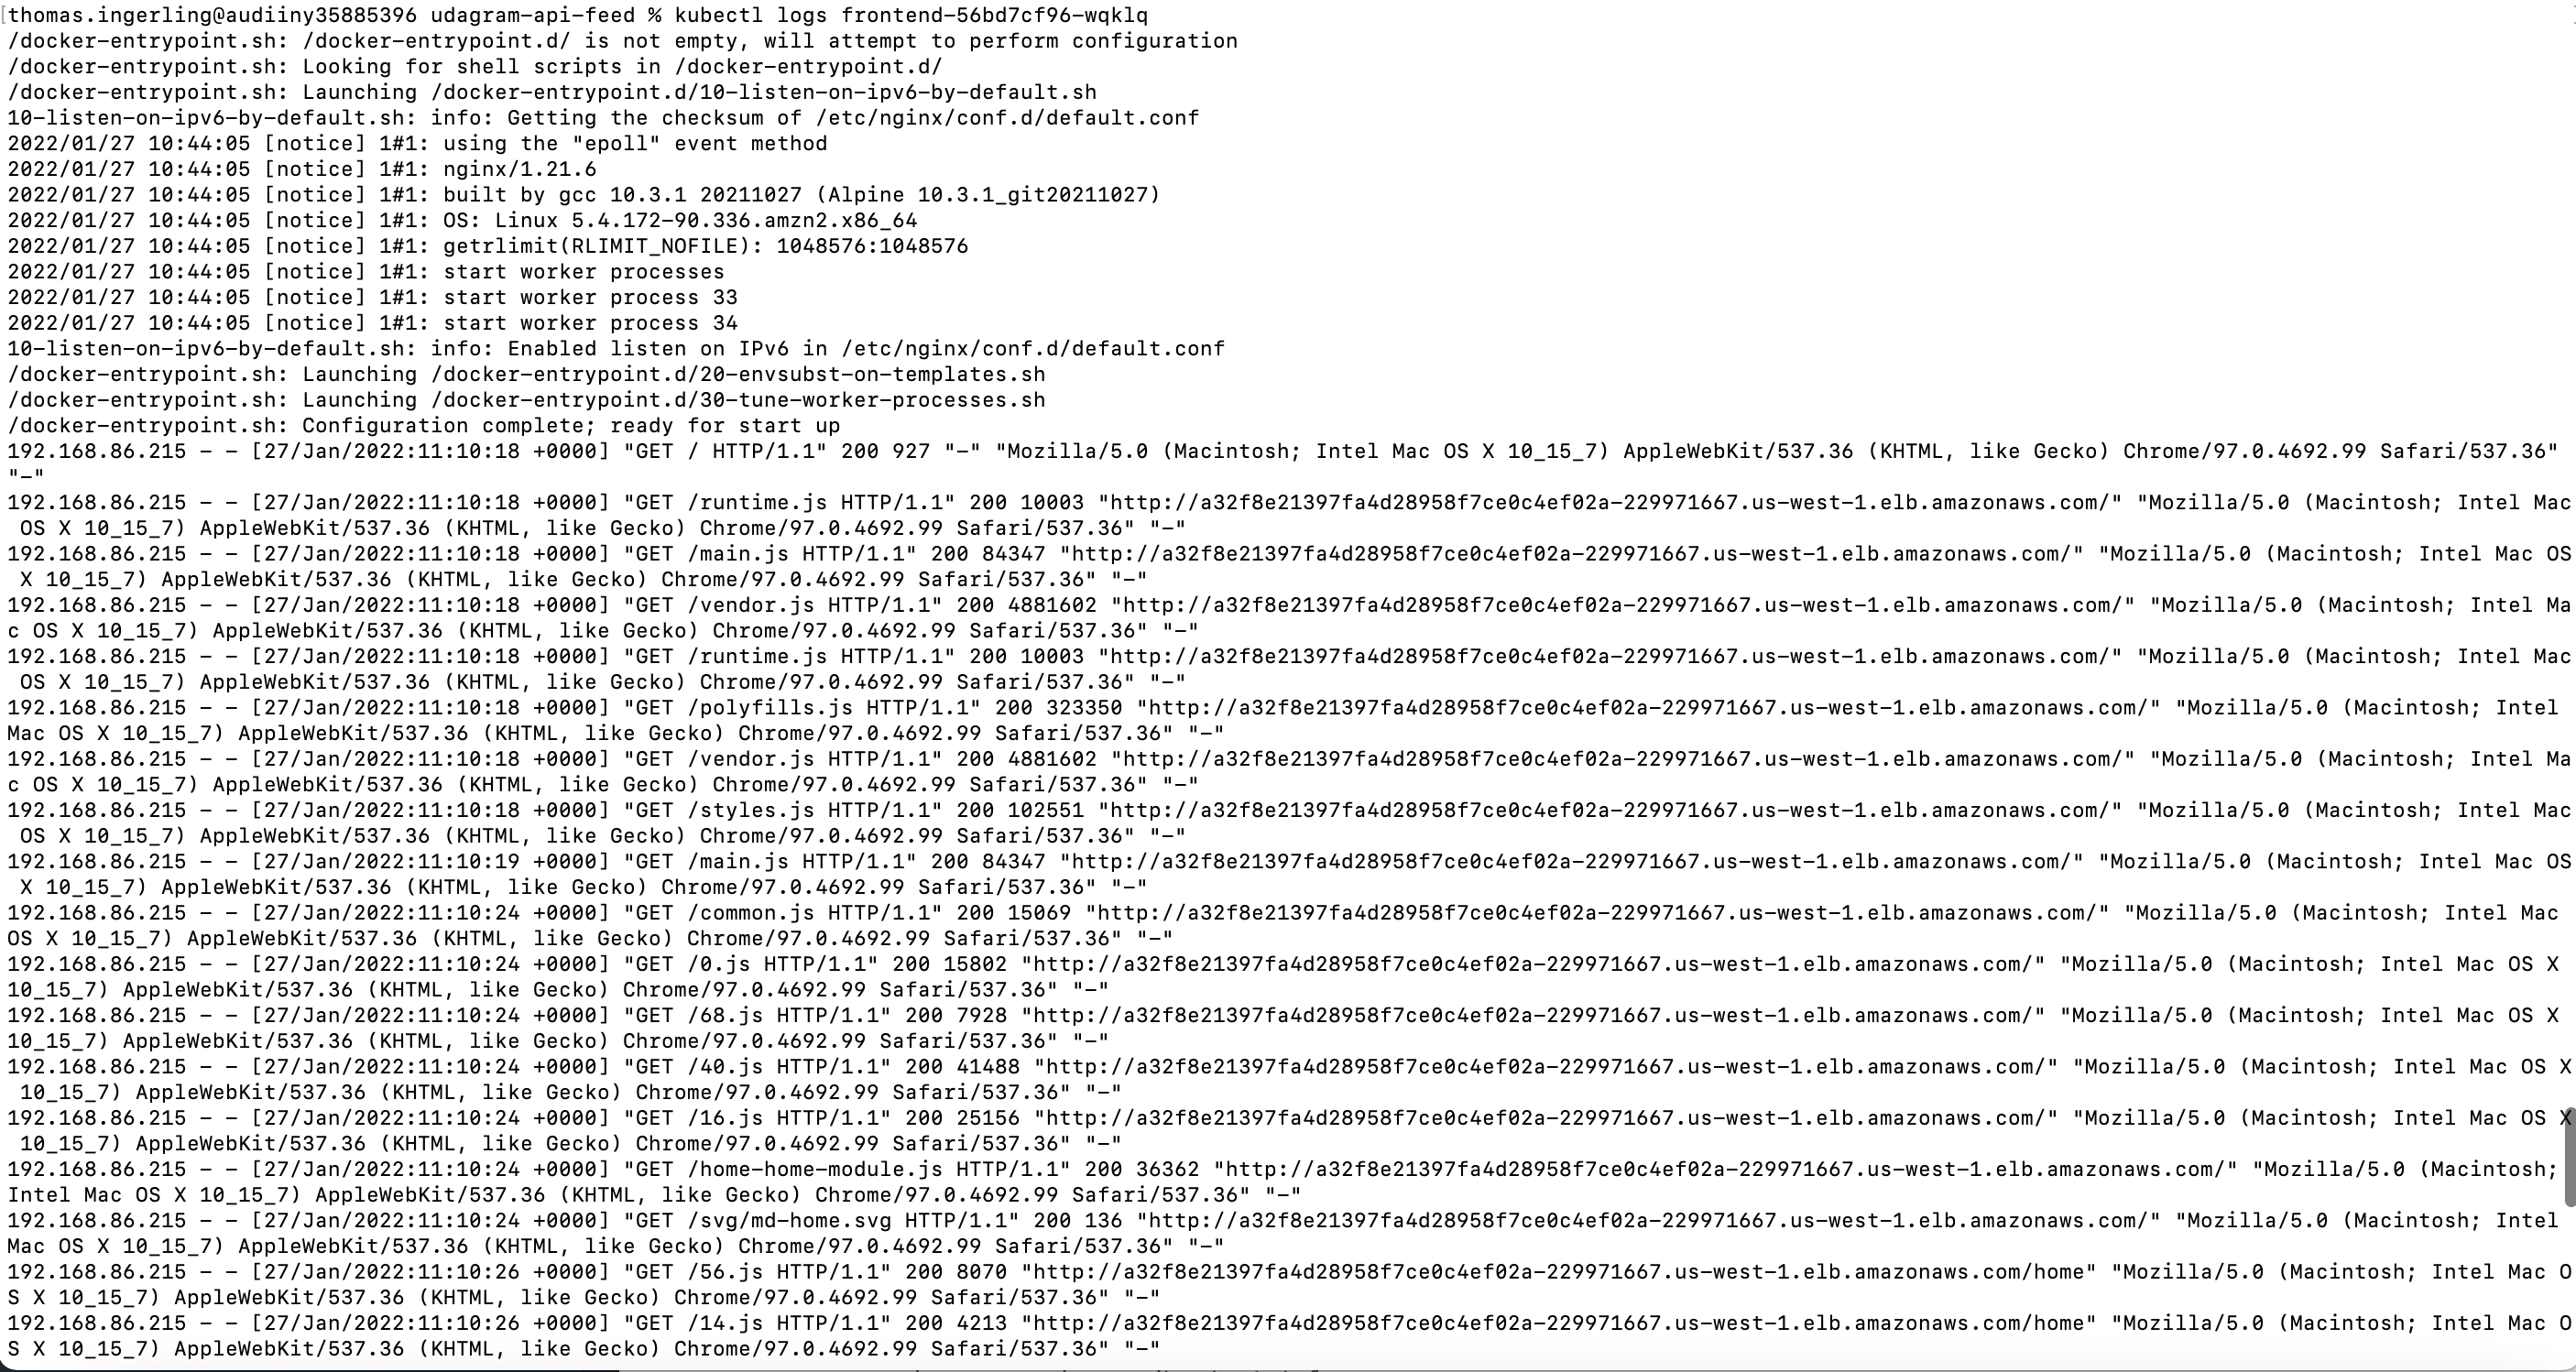 [thomas.ingerling@audiiny35885396 udagram-api-feed % kubectl logs frontend-56bd7cf96-wqklq
/docker-entrypoint.sh: /docker-entrypoint.d/ is not empty, will attempt to perform configuration
/docker-entrypoint.sh: Looking for shell scripts in /docker-entrypoint.d/
/docker-entrypoint.sh: Launching /docker-entrypoint.d/10-listen-on-ipv6-by-default.sh
10-listen-on-ipv6-by-default.sh: info: Getting the checksum of /etc/nginx/conf.d/default.conf
2022/01/27 10:44:05 [notice] 1#1: using the "epoll" event method
2022/01/27 10:44:05 [notice] 1#1: nginx/1.21.6
2022/01/27 10:44:05 [notice] 1#1: built by gcc 10.3.1 20211027 (Alpine 10.3.1_git20211027)
2022/01/27 10:44:05 [notice] 1#1: OS: Linux 5.4.172-90.336.amzn2.x86_64
2022/01/27 10:44:05 [notice] 1#1: getrlimit(RLIMIT_NOFILE): 1048576:1048576
2022/01/27 10:44:05 [notice] 1#1: start worker processes
2022/01/27 10:44:05 [notice] 1#1: start worker process 33
2022/01/27 10:44:05 [notice] 1#1: start worker process 34
10-listen-on-ipv6-by-default.sh: info: Enabled listen on IPv6 in /etc/nginx/conf.d/default.conf
/docker-entrypoint.sh: Launching /docker-entrypoint.d/20-envsubst-on-templates.sh
/docker-entrypoint.sh: Launching /docker-entrypoint.d/30-tune-worker-processes.sh
/docker-entrypoint.sh: Configuration complete; ready for start up
192.168.86.215 - - [27/Jan/2022:11:10:18 +0000] "GET / HTTP/1.1" 200 927 "-" "Mozilla/5.0 (Macintosh; Intel Mac OS X 10_15_7) AppleWebKit/537.36 (KHTML, like Gecko) Chrome/97.0.4692.99 Safari/537.36"
"-"
192.168.86.215 - - [27/Jan/2022:11:10:18 +0000] "GET /runtime.js HTTP/1.1" 200 10003 "http://a32f8e21397fa4d28958f7ce0c4ef02a-229971667.us-west-1.elb.amazonaws.com/" "Mozilla/5.0 (Macintosh; Intel Mac
 OS X 10_15_7) AppleWebKit/537.36 (KHTML, like Gecko) Chrome/97.0.4692.99 Safari/537.36" "-"
192.168.86.215 - - [27/Jan/2022:11:10:18 +0000] "GET /main.js HTTP/1.1" 200 84347 "http://a32f8e21397fa4d28958f7ce0c4ef02a-229971667.us-west-1.elb.amazonaws.com/" "Mozilla/5.0 (Macintosh; Intel Mac OS
 X 10_15_7) AppleWebKit/537.36 (KHTML, like Gecko) Chrome/97.0.4692.99 Safari/537.36" "-"
192.168.86.215 - - [27/Jan/2022:11:10:18 +0000] "GET /vendor.js HTTP/1.1" 200 4881602 "http://a32f8e21397fa4d28958f7ce0c4ef02a-229971667.us-west-1.elb.amazonaws.com/" "Mozilla/5.0 (Macintosh; Intel Ma
c OS X 10_15_7) AppleWebKit/537.36 (KHTML, like Gecko) Chrome/97.0.4692.99 Safari/537.36" "-"
192.168.86.215 - - [27/Jan/2022:11:10:18 +0000] "GET /runtime.js HTTP/1.1" 200 10003 "http://a32f8e21397fa4d28958f7ce0c4ef02a-229971667.us-west-1.elb.amazonaws.com/" "Mozilla/5.0 (Macintosh; Intel Mac
 OS X 10_15_7) AppleWebKit/537.36 (KHTML, like Gecko) Chrome/97.0.4692.99 Safari/537.36" "-"
192.168.86.215 - - [27/Jan/2022:11:10:18 +0000] "GET /polyfills.js HTTP/1.1" 200 323350 "http://a32f8e21397fa4d28958f7ce0c4ef02a-229971667.us-west-1.elb.amazonaws.com/" "Mozilla/5.0 (Macintosh; Intel
Mac OS X 10_15_7) AppleWebKit/537.36 (KHTML, like Gecko) Chrome/97.0.4692.99 Safari/537.36" "-"
192.168.86.215 - - [27/Jan/2022:11:10:18 +0000] "GET /vendor.js HTTP/1.1" 200 4881602 "http://a32f8e21397fa4d28958f7ce0c4ef02a-229971667.us-west-1.elb.amazonaws.com/" "Mozilla/5.0 (Macintosh; Intel Ma
c OS X 10_15_7) AppleWebKit/537.36 (KHTML, like Gecko) Chrome/97.0.4692.99 Safari/537.36" "-"
192.168.86.215 - - [27/Jan/2022:11:10:18 +0000] "GET /styles.js HTTP/1.1" 200 102551 "http://a32f8e21397fa4d28958f7ce0c4ef02a-229971667.us-west-1.elb.amazonaws.com/" "Mozilla/5.0 (Macintosh; Intel Mac
 OS X 10_15_7) AppleWebKit/537.36 (KHTML, like Gecko) Chrome/97.0.4692.99 Safari/537.36" "-"
192.168.86.215 - - [27/Jan/2022:11:10:19 +0000] "GET /main.js HTTP/1.1" 200 84347 "http://a32f8e21397fa4d28958f7ce0c4ef02a-229971667.us-west-1.elb.amazonaws.com/" "Mozilla/5.0 (Macintosh; Intel Mac OS
 X 10_15_7) AppleWebKit/537.36 (KHTML, like Gecko) Chrome/97.0.4692.99 Safari/537.36" "-"
192.168.86.215 - - [27/Jan/2022:11:10:24 +0000] "GET /common.js HTTP/1.1" 200 15069 "http://a32f8e21397fa4d28958f7ce0c4ef02a-229971667.us-west-1.elb.amazonaws.com/" "Mozilla/5.0 (Macintosh; Intel Mac
OS X 10_15_7) AppleWebKit/537.36 (KHTML, like Gecko) Chrome/97.0.4692.99 Safari/537.36" "-"
192.168.86.215 - - [27/Jan/2022:11:10:24 +0000] "GET /0.js HTTP/1.1" 200 15802 "http://a32f8e21397fa4d28958f7ce0c4ef02a-229971667.us-west-1.elb.amazonaws.com/" "Mozilla/5.0 (Macintosh; Intel Mac OS X
10_15_7) AppleWebKit/537.36 (KHTML, like Gecko) Chrome/97.0.4692.99 Safari/537.36" "-"
192.168.86.215 - - [27/Jan/2022:11:10:24 +0000] "GET /68.js HTTP/1.1" 200 7928 "http://a32f8e21397fa4d28958f7ce0c4ef02a-229971667.us-west-1.elb.amazonaws.com/" "Mozilla/5.0 (Macintosh; Intel Mac OS X
10_15_7) AppleWebKit/537.36 (KHTML, like Gecko) Chrome/97.0.4692.99 Safari/537.36" "-"
192.168.86.215 - - [27/Jan/2022:11:10:24 +0000] "GET /40.js HTTP/1.1" 200 41488 "http://a32f8e21397fa4d28958f7ce0c4ef02a-229971667.us-west-1.elb.amazonaws.com/" "Mozilla/5.0 (Macintosh; Intel Mac OS X
 10_15_7) AppleWebKit/537.36 (KHTML, like Gecko) Chrome/97.0.4692.99 Safari/537.36" "-"
192.168.86.215 - - [27/Jan/2022:11:10:24 +0000] "GET /16.js HTTP/1.1" 200 25156 "http://a32f8e21397fa4d28958f7ce0c4ef02a-229971667.us-west-1.elb.amazonaws.com/" "Mozilla/5.0 (Macintosh; Intel Mac OS X
 10_15_7) AppleWebKit/537.36 (KHTML, like Gecko) Chrome/97.0.4692.99 Safari/537.36" "-"
192.168.86.215 - - [27/Jan/2022:11:10:24 +0000] "GET /home-home-module.js HTTP/1.1" 200 36362 "http://a32f8e21397fa4d28958f7ce0c4ef02a-229971667.us-west-1.elb.amazonaws.com/" "Mozilla/5.0 (Macintosh;
Intel Mac OS X 10_15_7) AppleWebKit/537.36 (KHTML, like Gecko) Chrome/97.0.4692.99 Safari/537.36" "-"
192.168.86.215 - - [27/Jan/2022:11:10:24 +0000] "GET /svg/md-home.svg HTTP/1.1" 200 136 "http://a32f8e21397fa4d28958f7ce0c4ef02a-229971667.us-west-1.elb.amazonaws.com/" "Mozilla/5.0 (Macintosh; Intel
Mac OS X 10_15_7) AppleWebKit/537.36 (KHTML, like Gecko) Chrome/97.0.4692.99 Safari/537.36" "-"
192.168.86.215 - - [27/Jan/2022:11:10:26 +0000] "GET /56.js HTTP/1.1" 200 8070 "http://a32f8e21397fa4d28958f7ce0c4ef02a-229971667.us-west-1.elb.amazonaws.com/home" "Mozilla/5.0 (Macintosh; Intel Mac O
S X 10_15_7) AppleWebKit/537.36 (KHTML, like Gecko) Chrome/97.0.4692.99 Safari/537.36" "-"
192.168.86.215 - - [27/Jan/2022:11:10:26 +0000] "GET /14.js HTTP/1.1" 200 4213 "http://a32f8e21397fa4d28958f7ce0c4ef02a-229971667.us-west-1.elb.amazonaws.com/home" "Mozilla/5.0 (Macintosh; Intel Mac O
S X 10_15_7) AppleWebKit/537.36 (KHTML, like Gecko) Chrome/97.0.4692.99 Safari/537.36" "-"